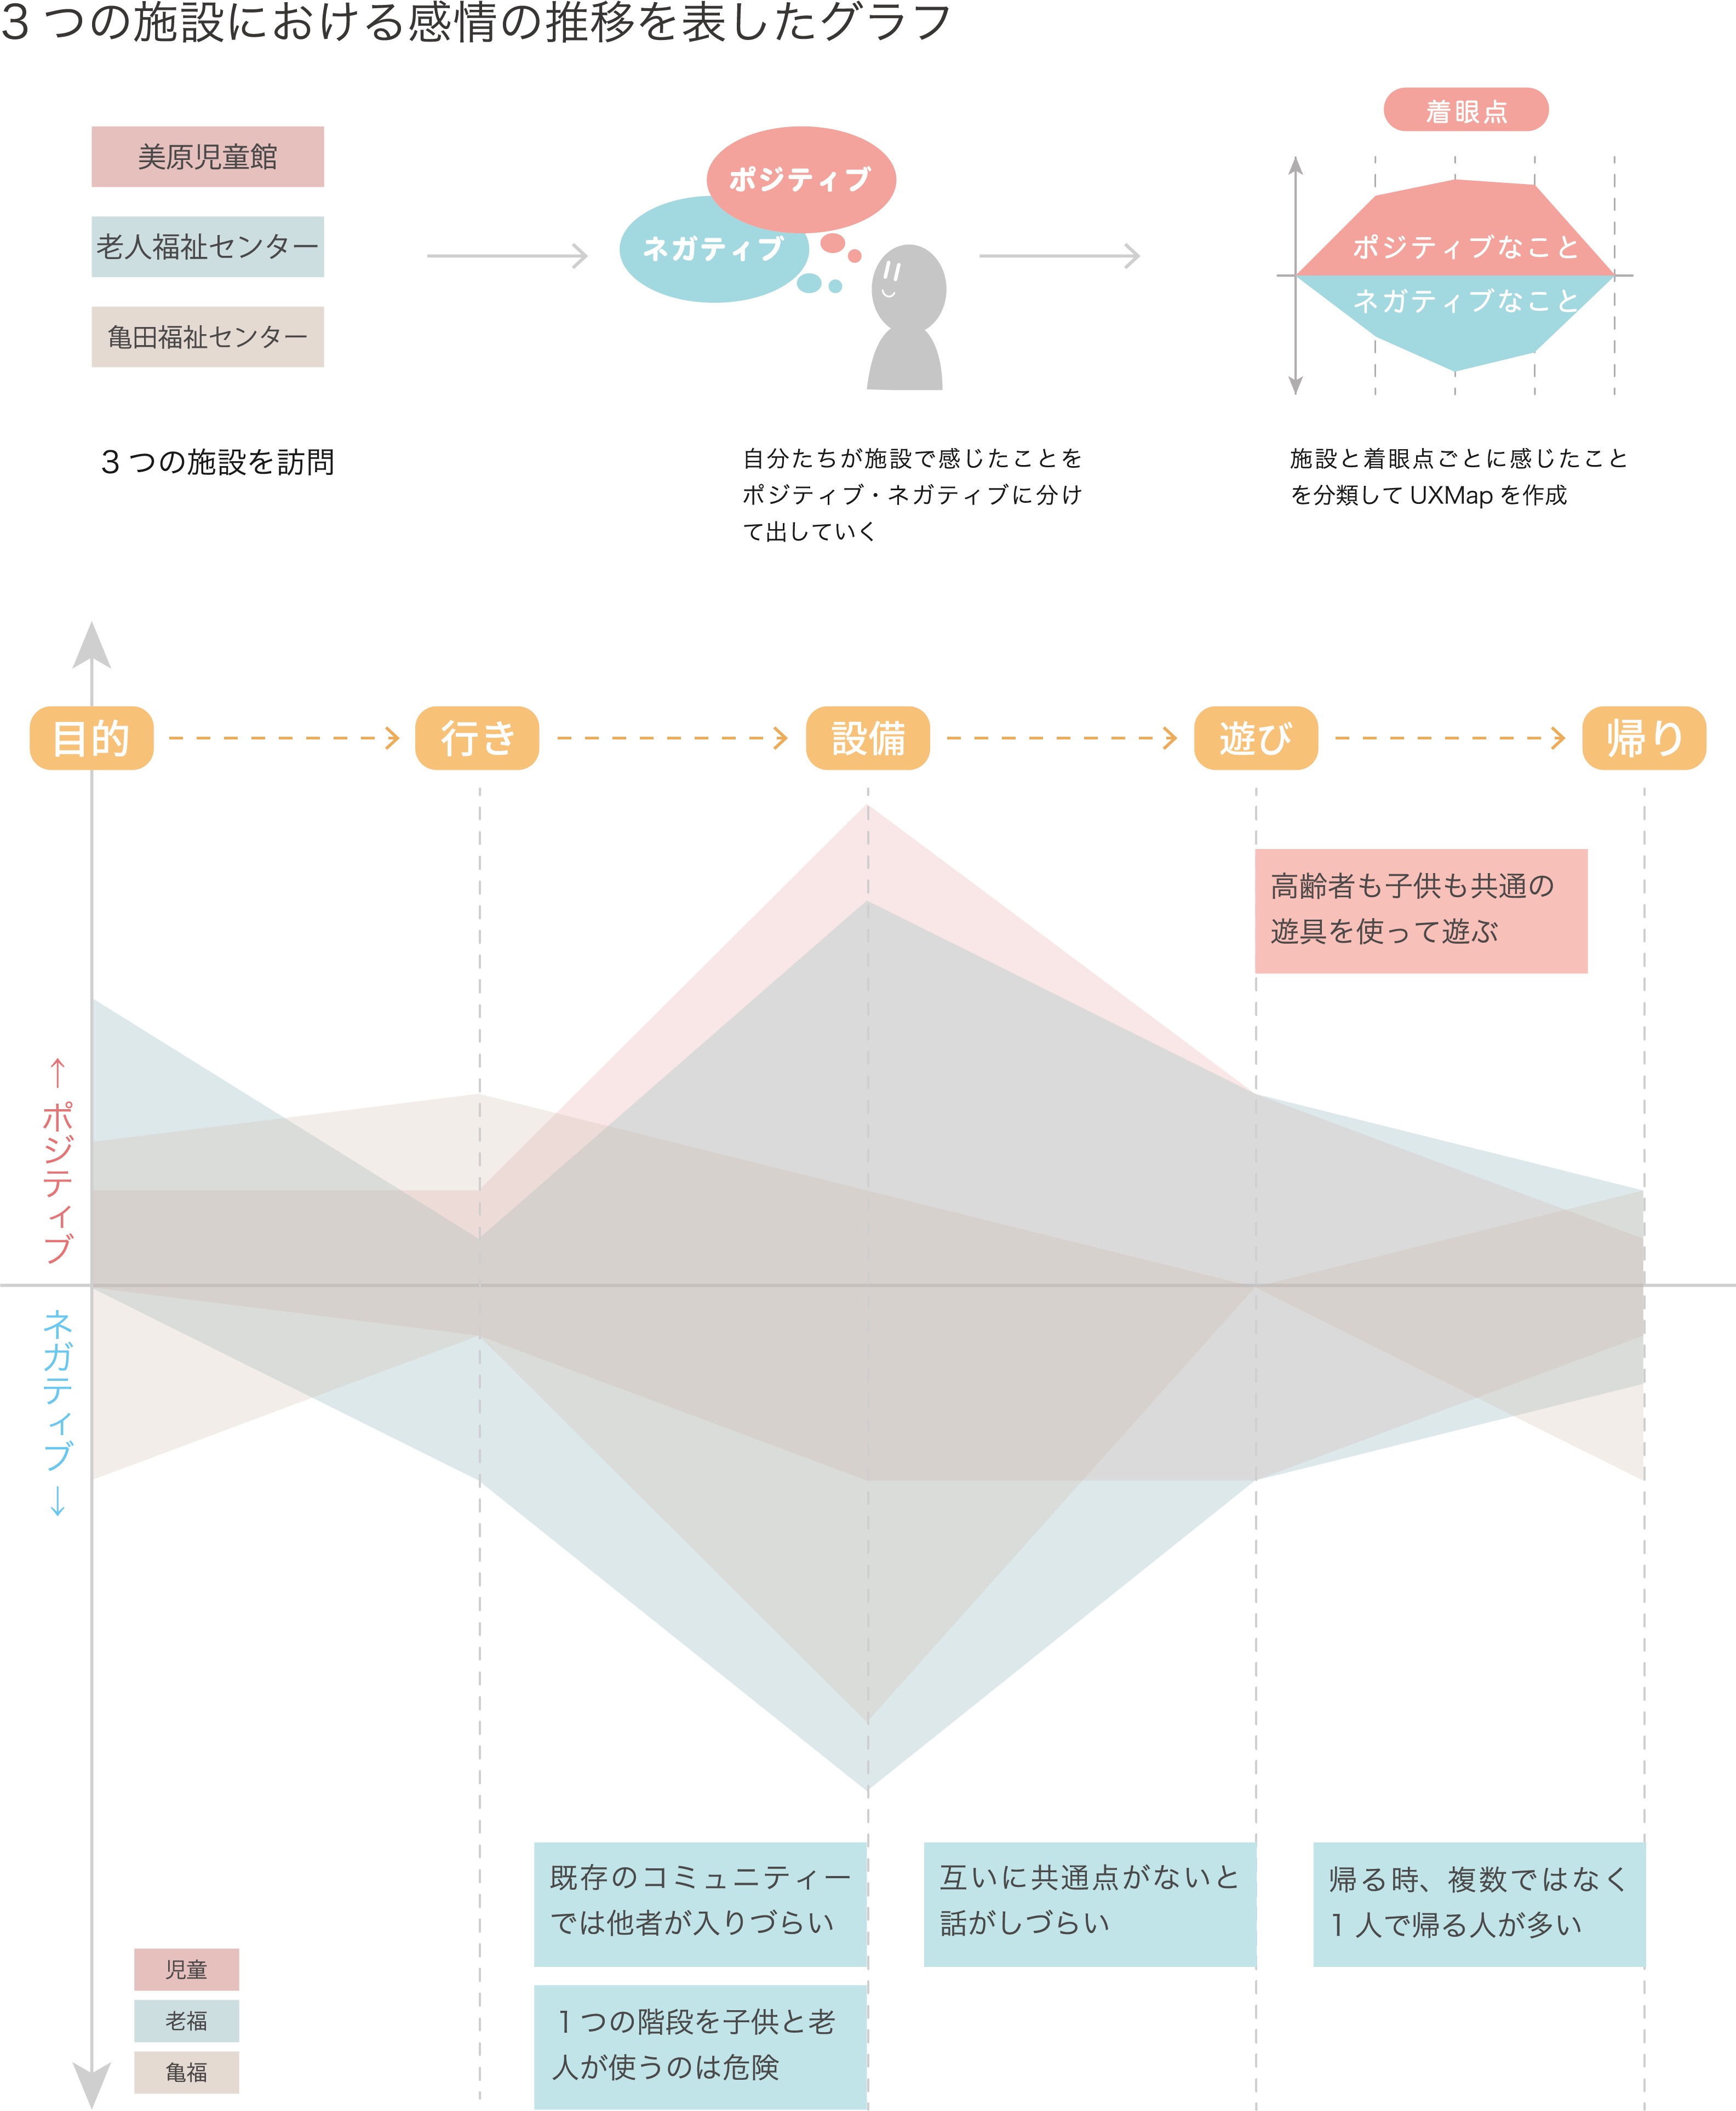 3つの施設における感情の推移を表したグラフ
美原児童館
老人福祉センター
亀田福祉センター
3つの施設を訪問
ポジティブ
ネガティブ
自分たちが施設で感じたことを
ポジティブ・ネガティブに分け
て出していく
着眼点
ポジティブなこと
ネガティブなこと
施設と着眼点ごとに感じたこと
を分類して UXMap を作成
目的
行き
設備
遊び
帰り
高齢者も子供も共通の
遊具を使って遊ぶ
←ポジティブ
ネガティブ→
既存のコミュニティー
では他者が入りづらい
互いに共通点がないと
話がしづらい
帰る時、複数ではなく
1人で帰る人が多い
1つの階段を子供と老
人が使うのは危険
児童
老福
亀福